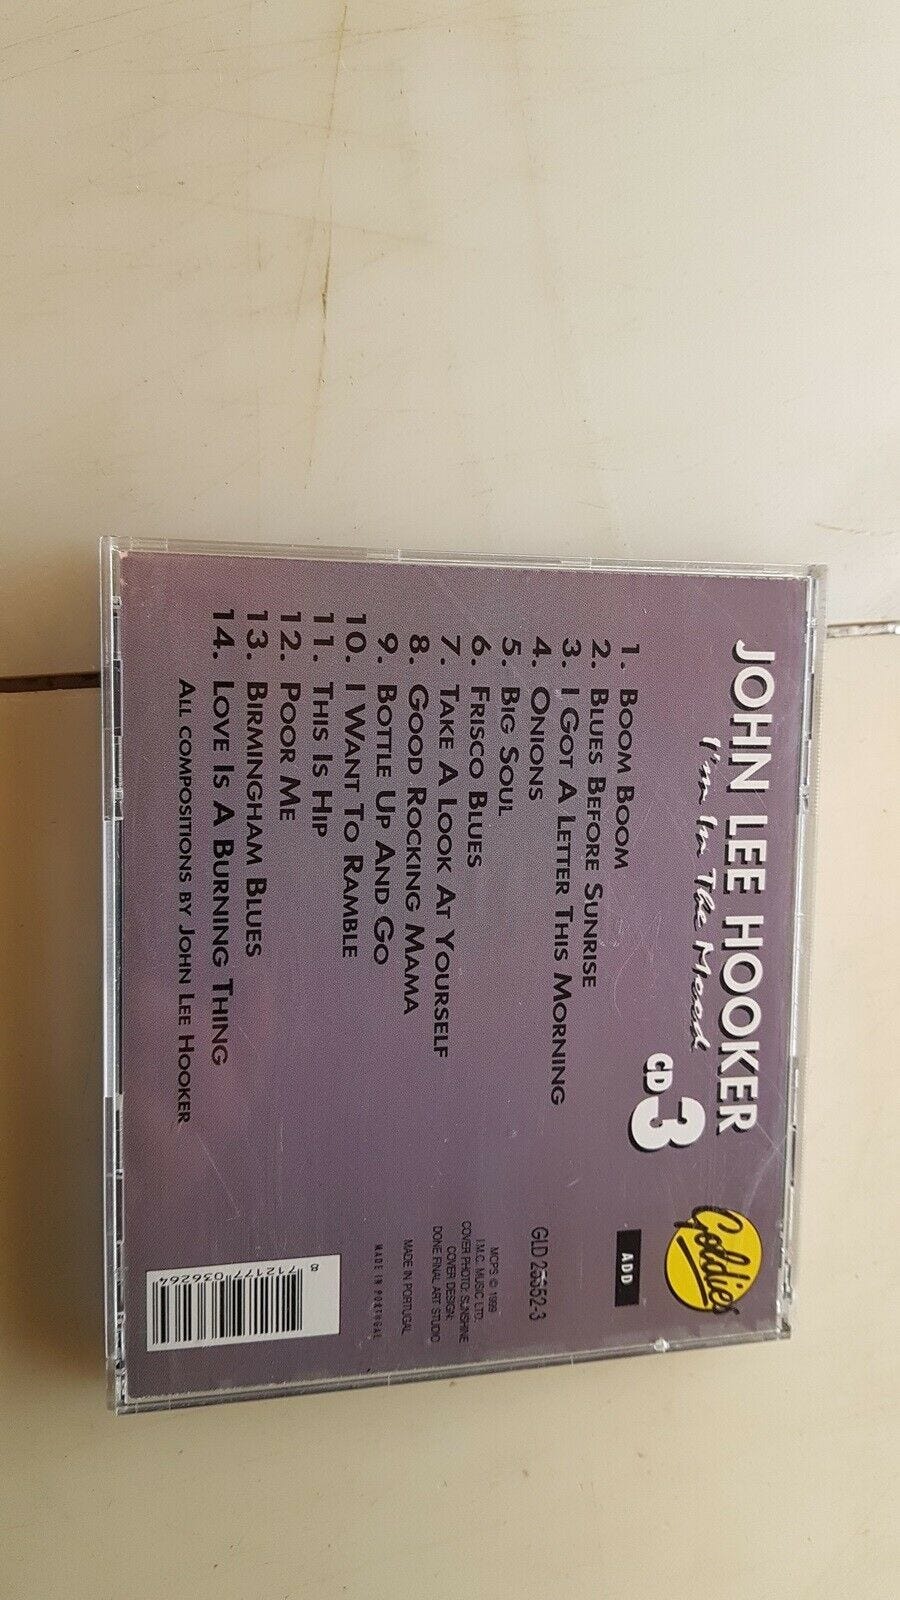 JOHN LEE HOOKER
I'm In The Mood
CD 3
Goldies
ADD
1. BOOM BOOM
2. BLUES BEFORE SUNRISE
3. I GOT A LETTER THIS MORNING
4. ONIONS
5. BIG SOUL
6. FRISCO BLUES
7. TAKE A LOOK AT YOURSELF
8. GOOD ROCKING MAMA
9. BOTTLE UP AND GO
10. I WANT TO RAMBLE
11. THIS IS HIP
12. POOR ME
13. BIRMINGHAM BLUES
14. LOVE IS A BURNING THING
ALL COMPOSITIONS BY JOHN LEE HOOKER
MCPS © 1999
I.M.C. MUSIC LTD.
COVER PHOTO: SUNSHINE
COVER DESIGN:
DONE FINAL ART STUDIO
MADE IN PORTUGAL
MADE IN PORTUGAL
8 712177 036264